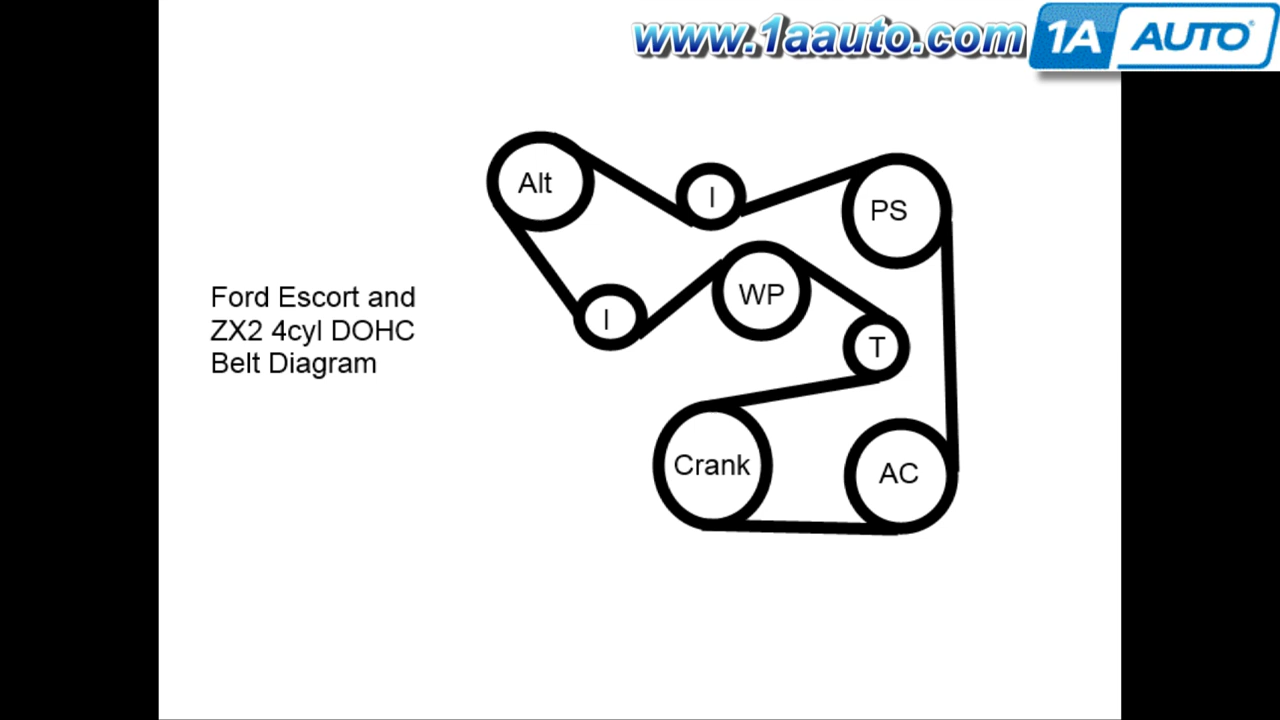 www.1aauto.com
1A AUTO
Alt
I
PS
WP
I
T
Crank
AC
Ford Escort and
ZX2 4cyl DOHC
Belt Diagram